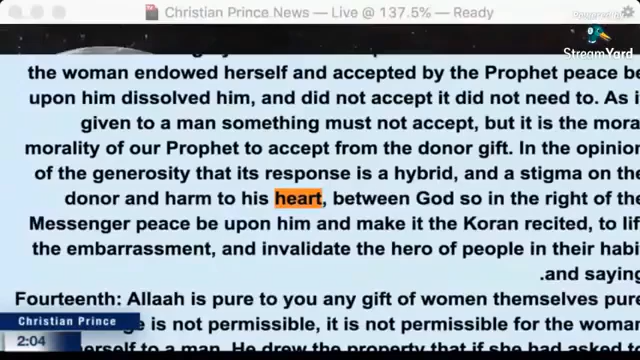 Christian Prince News — Live @ 137.5% — Ready
Powered by
StreamYard
the woman endowed herself and accepted by the Prophet peace be
upon him dissolved him, and did not accept it did not need to. As i
given to a man something must not accept, but it is the mora
morality of our Prophet to accept from the donor gift. In the opinion
of the generosity that its response is a hybrid, and a stigma on the
donor and harm to his heart, between God so in the right of the
Messenger peace be upon him and make it the Koran recited, to lif
the embarrassment, and invalidate the hero of people in their habi
.and saying
Fourteenth: Allaah is pure to you any gift of women themselves pure
Christian Prince
is not permissible, it is not permissible for the woma
2:04
erself to a man. He drew the property that if she had asked to